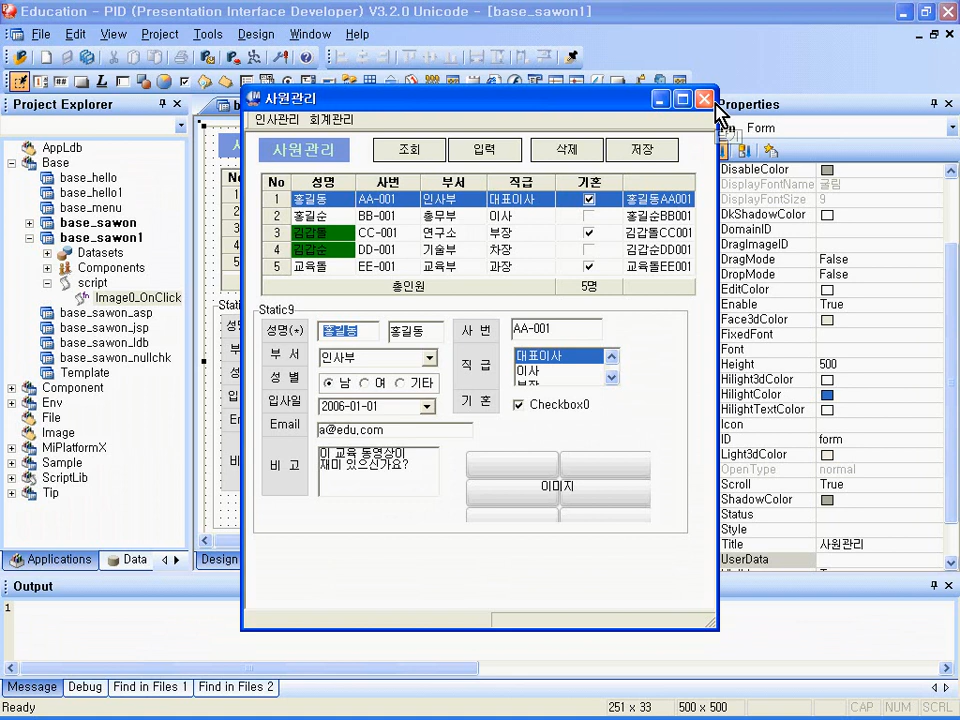 Education - PID (Presentation Interface Developer) V3.2.0 Unicode - [base_sawon1]
File Edit View Project Tools Design Window Help
Project Explorer
AppLdb
Base
base_hello
base_hello1
base_menu
base_sawon
base_sawon1
Datasets
Components
script
Image0_OnClick
base_sawon_asp
base_sawon_jsp
base_sawon_ldb
base_sawon_nullchk
Template
Component
Env
File
Image
MiPlatformX
Sample
ScriptLib
Tip
Applications Data
Design
사원관리
인사관리 회계관리
사원관리 조회 입력 삭제 저장
No 성명 사번 부서 직급 기혼
1 홍길동 AA-001 인사부 대표이사 홍길동AA001
2 홍길순 BB-001 총무부 이사 홍길순BB001
3 김갑돌 CC-001 연구소 부장 김갑돌CC001
4 김갑순 DD-001 기술부 차장 김갑순DD001
5 교육돌 EE-001 교육부 과장 교육돌EE001
총인원 5명
Static9
성명(*) 홍길동 홍길동 사 번 AA-001
부 서 인사부 직 급 대표이사
이사
부장
성 별 남 여 기타
입사일 2006-01-01 기 혼 Checkbox0
Email a@edu.com
비 고 이 교육 동영상이
재미 있으신가요?
이미지
Properties
Form
DisableColor
DisplayFontName 굴림
DisplayFontSize 9
DkShadowColor
DomainID
DragImageID
DragMode False
DropMode False
EditColor
Enable True
Face3dColor
FixedFont
Font
Height 500
Hilight3dColor
HilightColor
HilightTextColor
Icon
ID form
Light3dColor
OpenType normal
Scroll True
ShadowColor
Status
Style
Title 사원관리
UserData
Output
1
Message Debug Find in Files 1 Find in Files 2
Ready 251 x 33 500 x 500 CAP NUM SCRL